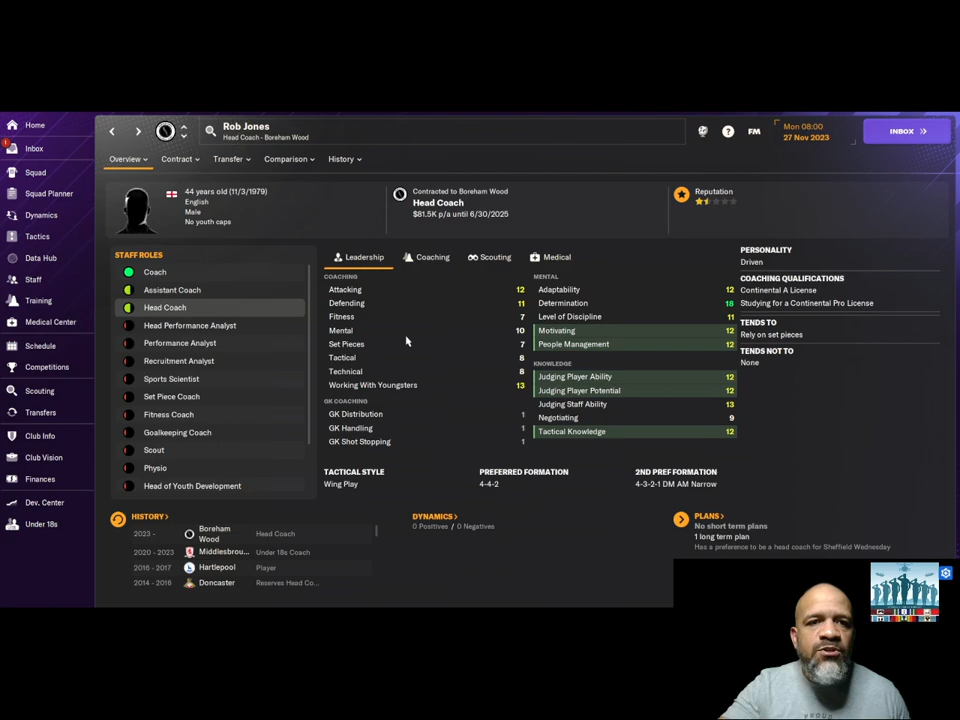 Home
Inbox
Squad
Squad Planner
Dynamics
Tactics
Data Hub
Staff
Training
Medical Center
Schedule
Competitions
Scouting
Transfers
Club Info
Club Vision
Finances
Dev. Center
Under 18s
Rob Jones
Head Coach - Boreham Wood
? FM
Mon 08:00
27 Nov 2023
INBOX
Overview Contract Transfer Comparison History
44 years old (11/3/1979)
English
Male
No youth caps
Contracted to Boreham Wood
Head Coach
$81.5K p/a until 6/30/2025
Reputation
STAFF ROLES
Coach
Assistant Coach
Head Coach
Head Performance Analyst
Performance Analyst
Recruitment Analyst
Sports Scientist
Set Piece Coach
Fitness Coach
Goalkeeping Coach
Scout
Physio
Head of Youth Development
Leadership Coaching Scouting Medical
COACHING
Attacking 12
Defending 11
Fitness 7
Mental 10
Set Pieces 7
Tactical 8
Technical 8
Working With Youngsters 13
GK COACHING
GK Distribution 1
GK Handling 1
GK Shot Stopping 1
MENTAL
Adaptability 12
Determination 18
Level of Discipline 11
Motivating 12
People Management 12
KNOWLEDGE
Judging Player Ability 12
Judging Player Potential 12
Judging Staff Ability 13
Negotiating 9
Tactical Knowledge 12
PERSONALITY
Driven
COACHING QUALIFICATIONS
Continental A License
Studying for a Continental Pro License
TENDS TO
Rely on set pieces
TENDS NOT TO
None
TACTICAL STYLE
Wing Play
PREFERRED FORMATION
4-4-2
2ND PREF FORMATION
4-3-2-1 DM AM Narrow
HISTORY
2023 - Boreham Wood Head Coach
2020 - 2023 Middlesbrou... Under 18s Coach
2016 - 2017 Hartlepool Player
2014 - 2016 Doncaster Reserves Head Co...
DYNAMICS
0 Positives / 0 Negatives
PLANS
No short term plans
1 long term plan
Has a preference to be a head coach for Sheffield Wednesday
PROUD